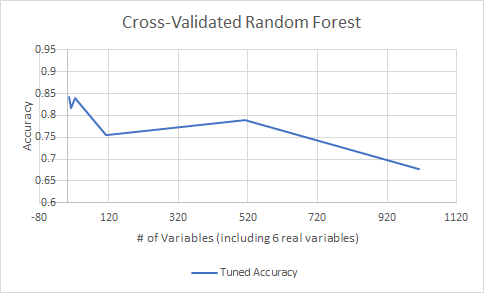 Cross-Validated Random Forest
0.95
0.9
0.85
0.8
0.75
0.7
0.65
0.6
Accuracy
-80 120 320 520 720 920 1120
# of Variables (including 6 real variables)
Tuned Accuracy